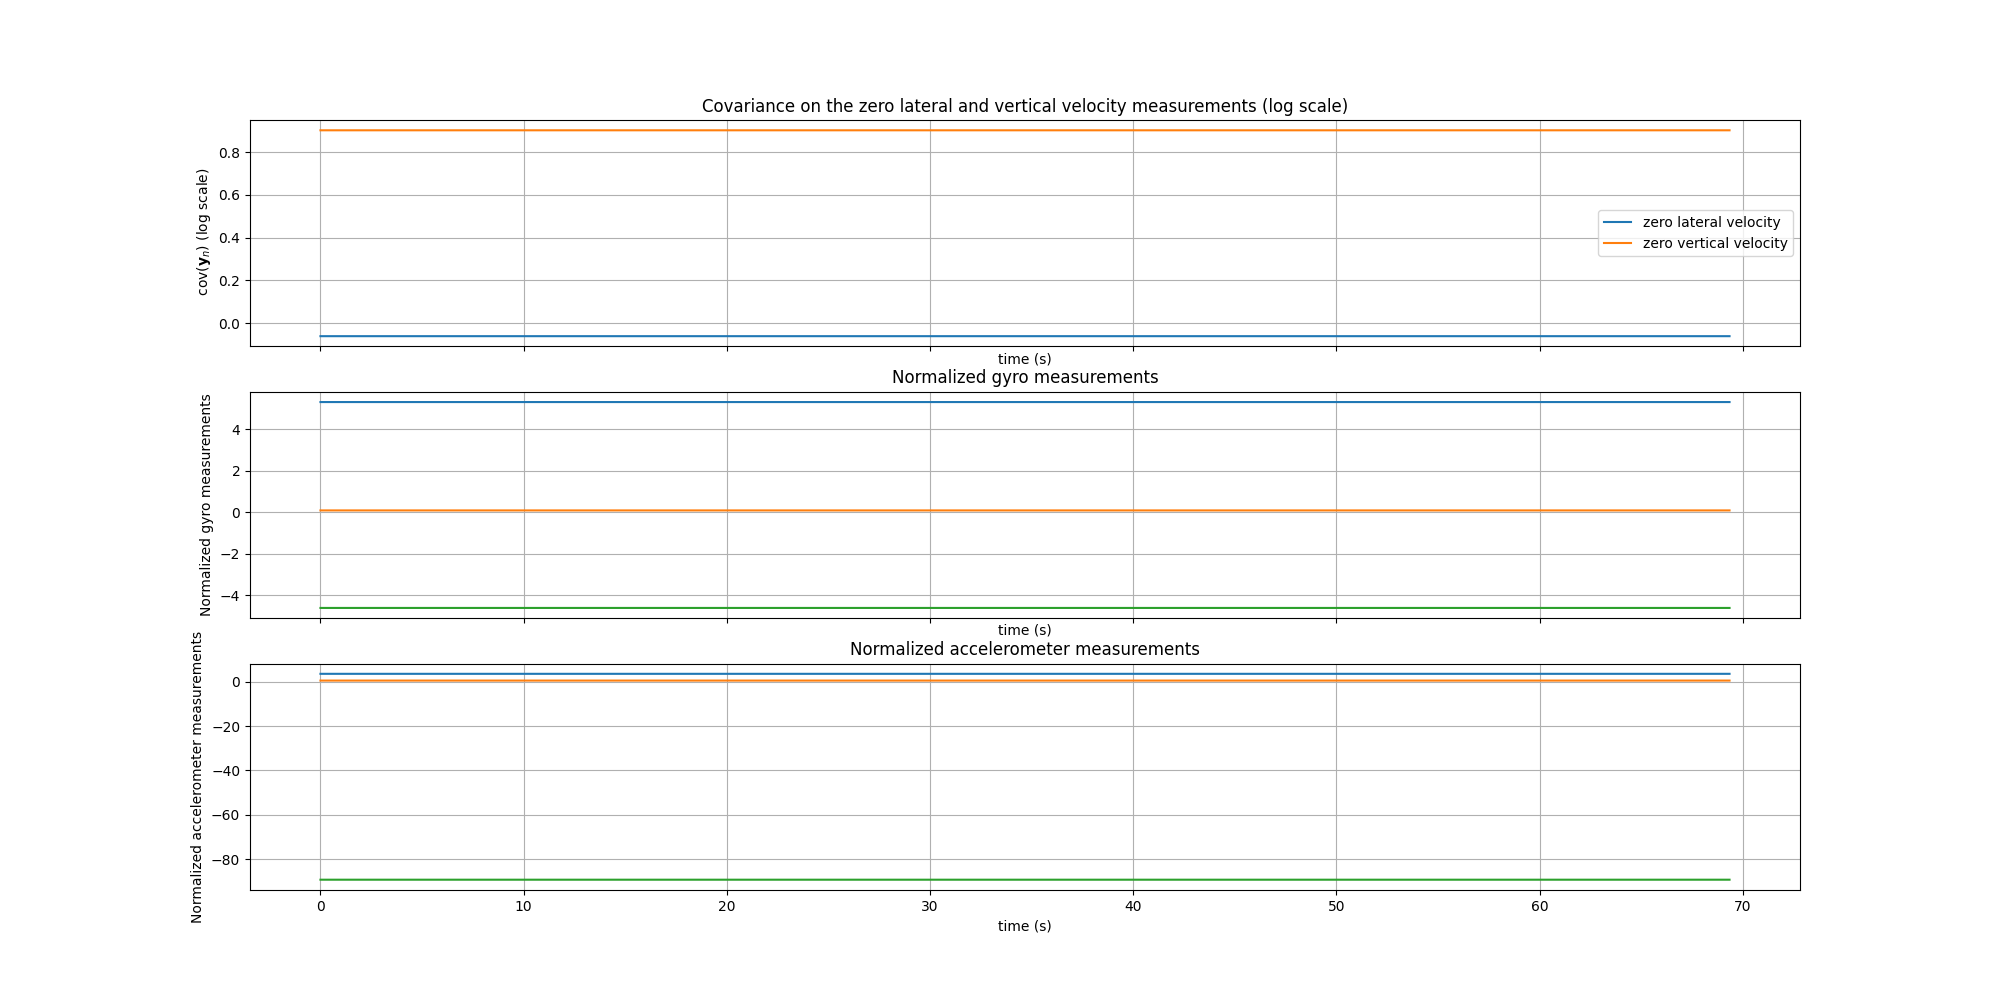 Covariance on the zero lateral and vertical velocity measurements (log scale)
cov(yₙ) (log scale)
0.8
0.6
0.4
0.2
0.0
zero lateral velocity
zero vertical velocity
time (s)
Normalized gyro measurements
Normalized gyro measurements
4
2
0
−2
−4
time (s)
Normalized accelerometer measurements
Normalized accelerometer measurements
0
−20
−40
−60
−80
0 10 20 30 40 50 60 70
time (s)